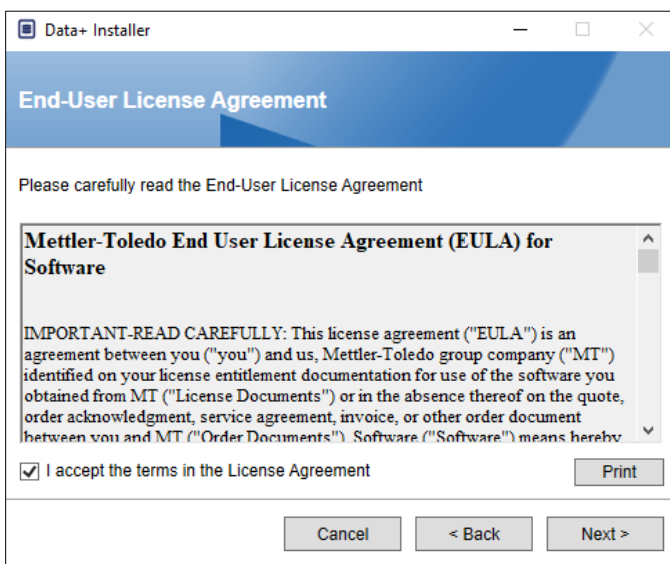 Data+ Installer
End-User License Agreement
Please carefully read the End-User License Agreement
Mettler-Toledo End User License Agreement (EULA) for
Software
IMPORTANT-READ CAREFULLY: This license agreement ("EULA") is an
agreement between you ("you") and us, Mettler-Toledo group company ("MT")
identified on your license entitlement documentation for use of the software you
obtained from MT ("License Documents") or in the absence thereof on the quote,
order acknowledgment, service agreement, invoice, or other order document
between you and MT ("Order Documents"). Software ("Software") means hereby
I accept the terms in the License Agreement
Print
Cancel
< Back
Next >